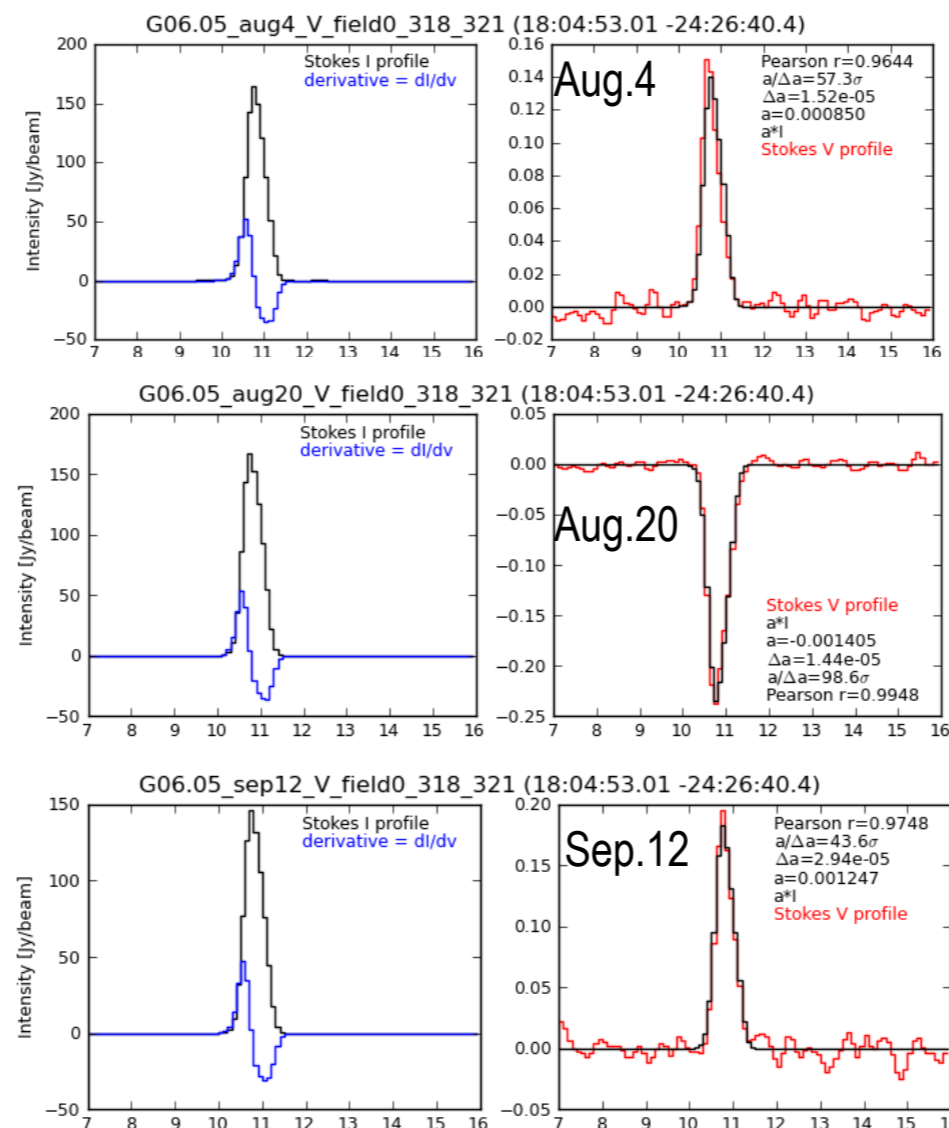 G06.05_aug4_V_field0_318_321 (18:04:53.01 -24:26:40.4)
Intensity [Jy/beam]
200
150
100
50
0
−50
7 8 9 10 11 12 13 14 15 16
Stokes I profile
derivative = dI/dv
0.16
0.14
0.12
0.10
0.08
0.06
0.04
0.02
0.00
−0.02
7 8 9 10 11 12 13 14 15 16
Aug.4
Pearson r=0.9644
a/Δa=57.3σ
Δa=1.52e-05
a=0.000850
a*I
Stokes V profile
G06.05_aug20_V_field0_318_321 (18:04:53.01 -24:26:40.4)
Intensity [Jy/beam]
200
150
100
50
0
−50
7 8 9 10 11 12 13 14 15 16
Stokes I profile
derivative = dI/dv
0.05
0.00
−0.05
−0.10
−0.15
−0.20
−0.25
7 8 9 10 11 12 13 14 15 16
Aug.20
Stokes V profile
a*I
a=-0.001405
Δa=1.44e-05
a/Δa=98.6σ
Pearson r=0.9948
G06.05_sep12_V_field0_318_321 (18:04:53.01 -24:26:40.4)
Intensity [Jy/beam]
150
100
50
0
−50
7 8 9 10 11 12 13 14 15 16
Stokes I profile
derivative = dI/dv
0.20
0.15
0.10
0.05
0.00
−0.05
7 8 9 10 11 12 13 14 15
Sep.12
Pearson r=0.9748
a/Δa=43.6σ
Δa=2.94e-05
a=0.001247
a*I
Stokes V profile